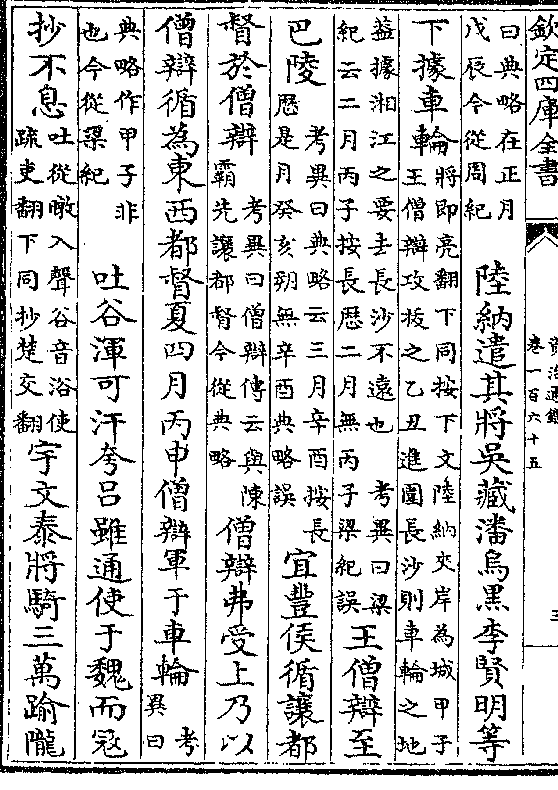 欽定四庫全書
資治通鑑
卷一百六十五
三
曰典略在正月
戊辰今從周紀
陸納遣其將吳藏潘烏黑李賢明等
下據車輪
將即亮翻下同按下文陸納夾岸為城甲子
王僧辯攻拔之乙丑進圍長沙則車輪之地
葢據湘江之要去長沙不遠也 考異曰梁
紀云二月丙子按長厯二月無丙子梁紀誤
王僧辯至
巴陵
考異曰典略云三月辛酉按長
厯是月癸亥朔無辛酉典略誤
宜豐侯循讓都
督於僧辯
考異曰僧辯傳云與陳
霸先讓都督今從典略
僧辯弗受上乃以
僧辯循為東西都督夏四月丙申僧辯軍于車輪
考
異曰
典略作甲子非
也今從梁紀
吐谷渾可汗夸呂雖通使于魏而寇
抄不息
吐從暾入聲谷音浴使
疏吏翻下同抄楚交翻
宇文泰將騎三萬踰隴